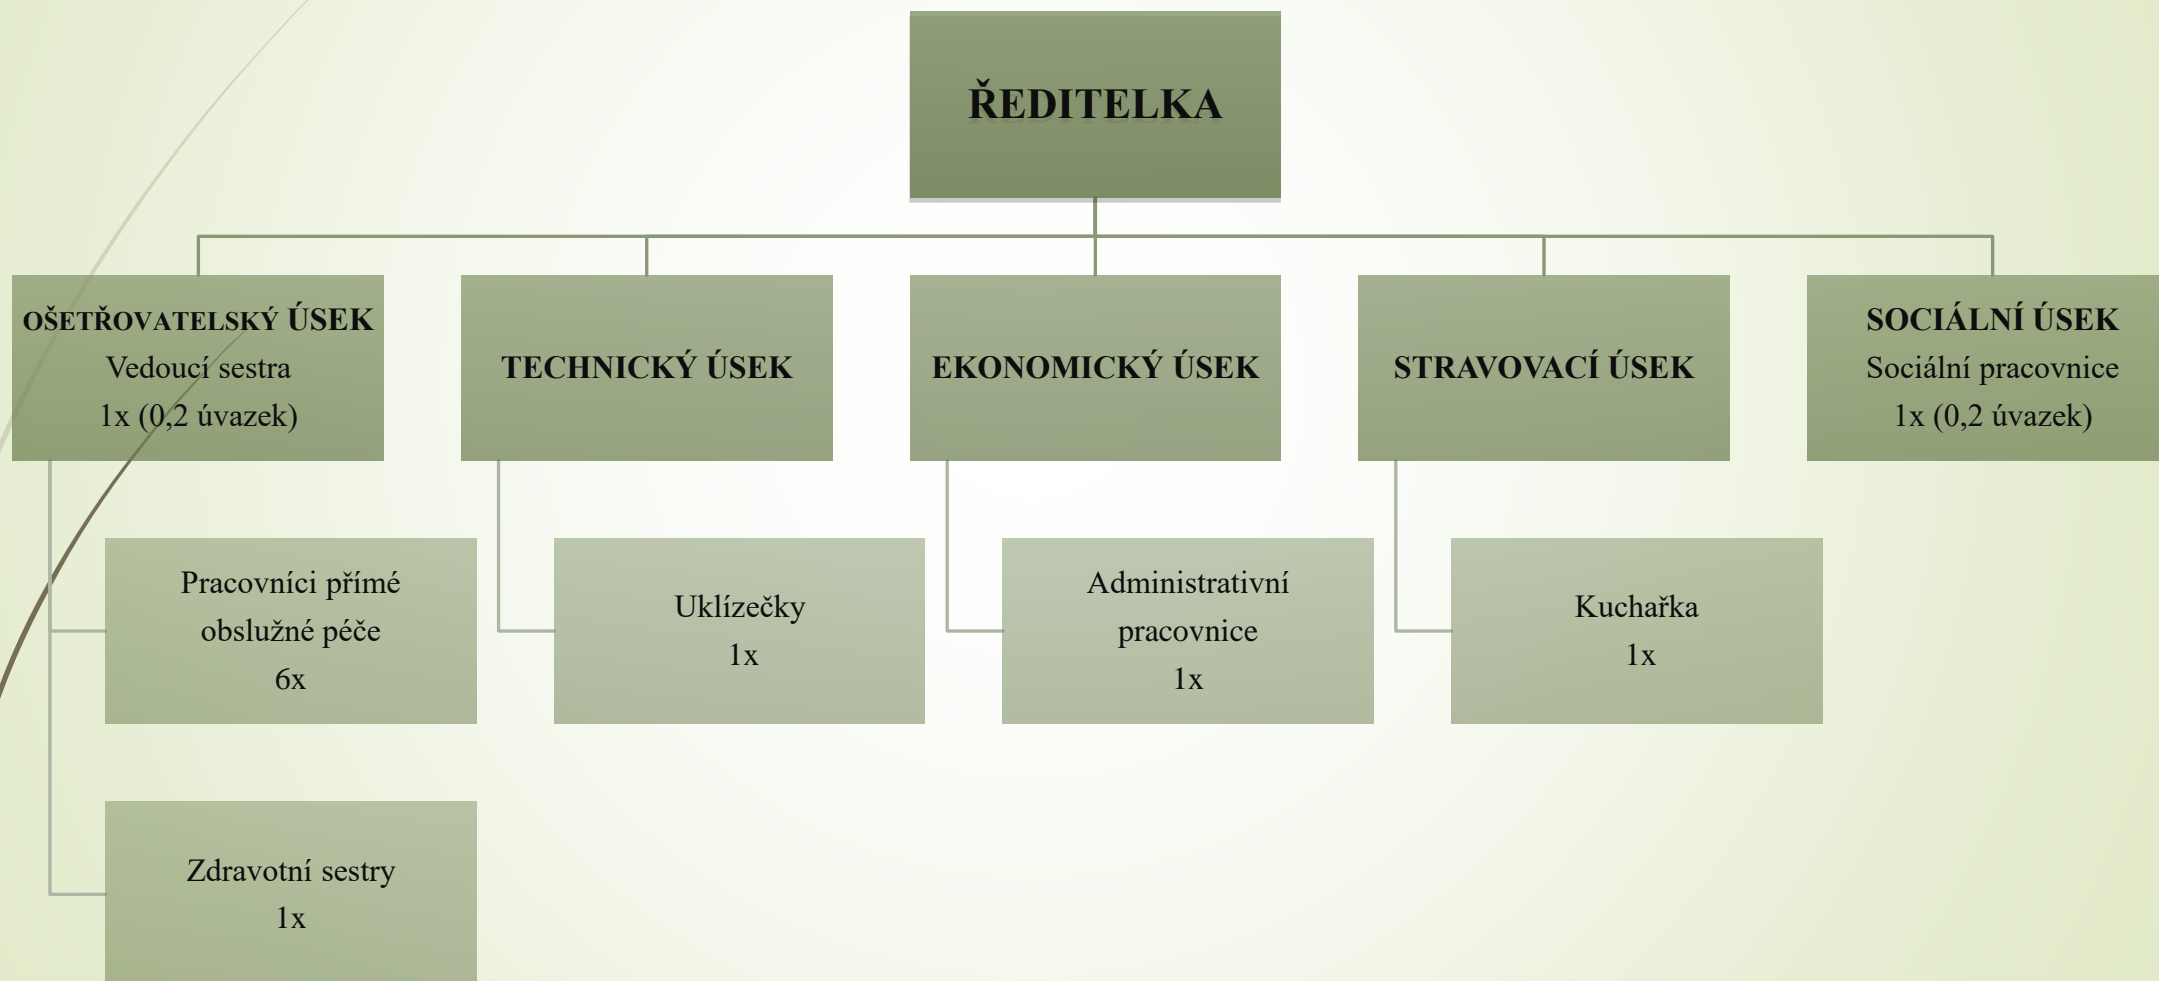 ŘEDITELKA
OŠETŘOVATELSKÝ ÚSEK
Vedoucí sestra
1x (0,2 úvazek)
TECHNICKÝ ÚSEK
EKONOMICKÝ ÚSEK
STRAVOVACÍ ÚSEK
SOCIÁLNÍ ÚSEK
Sociální pracovnice
1x (0,2 úvazek)
Pracovníci přímé
obslužné péče
6x
Uklízečky
1x
Administrativní
pracovnice
1x
Kuchařka
1x
Zdravotní sestry
1x